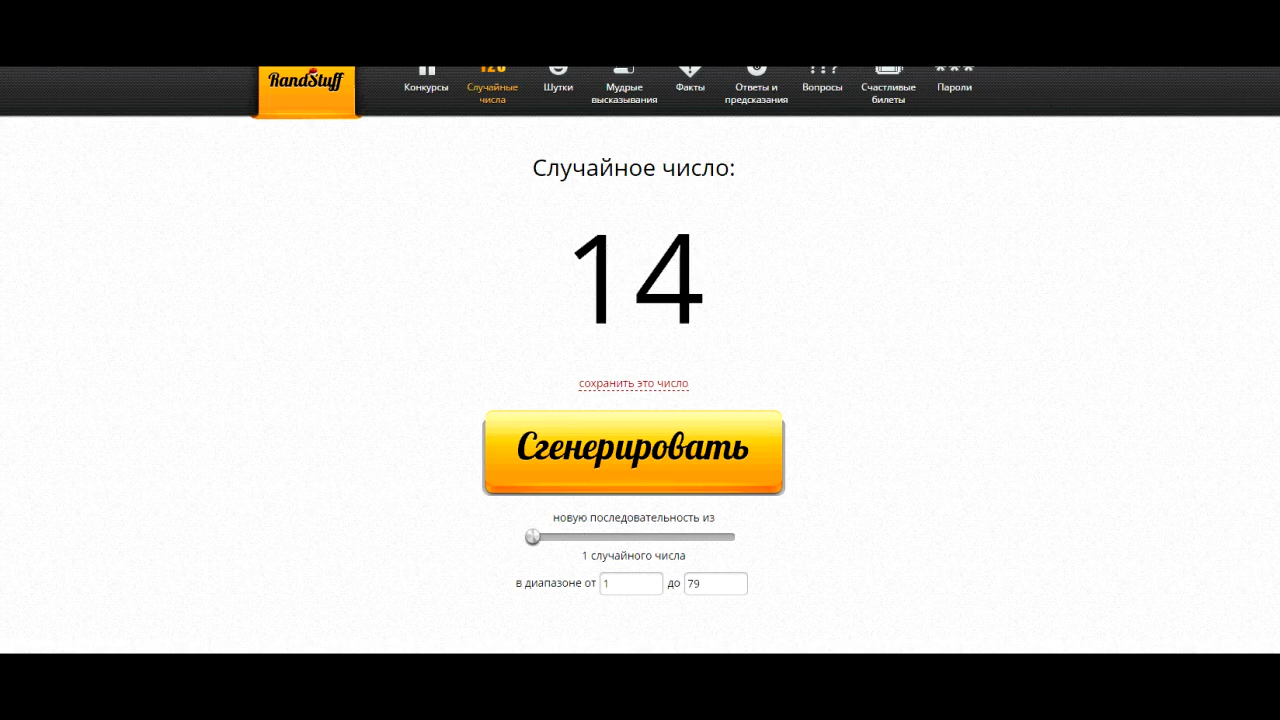 RandStuff
Конкурсы
Случайные
числа
Шутки
Мудрые
высказывания
Факты
Ответы и
предсказания
Вопросы
Счастливые
билеты
Пароли
Случайное число:
14
сохранить это число
Сгенерировать
новую последовательность из
1 случайного числа
в диапазоне от 1 до 79